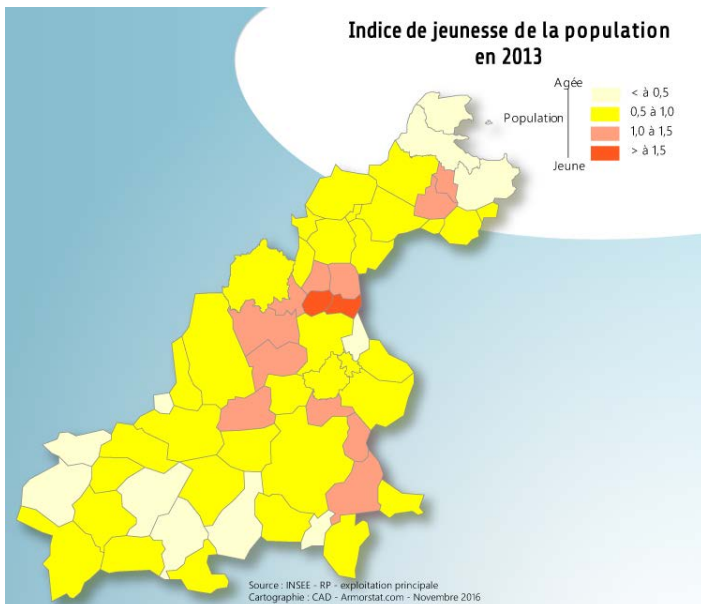 Indice de jeunesse de la population
en 2013
Agée
Population
Jeune
< à 0,5
0,5 à 1,0
1,0 à 1,5
> à 1,5
Source : INSEE - RP - exploitation principale
Cartographie : CAD - Armorstat.com - Novembre 2016